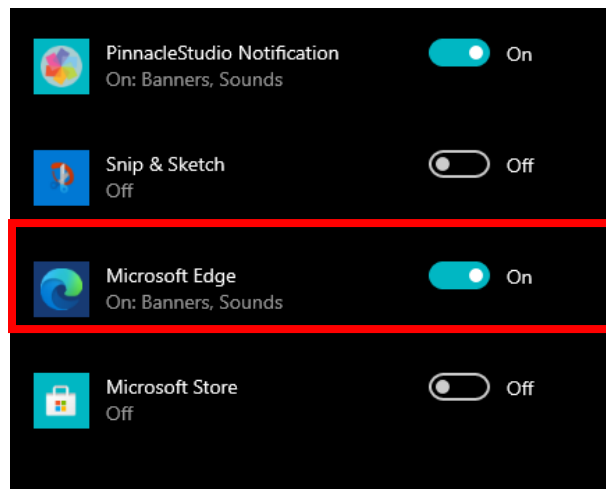 PinnacleStudio Notification
On
On: Banners, Sounds
Snip & Sketch
Off
Off
Microsoft Edge
On
On: Banners, Sounds
Microsoft Store
Off
Off